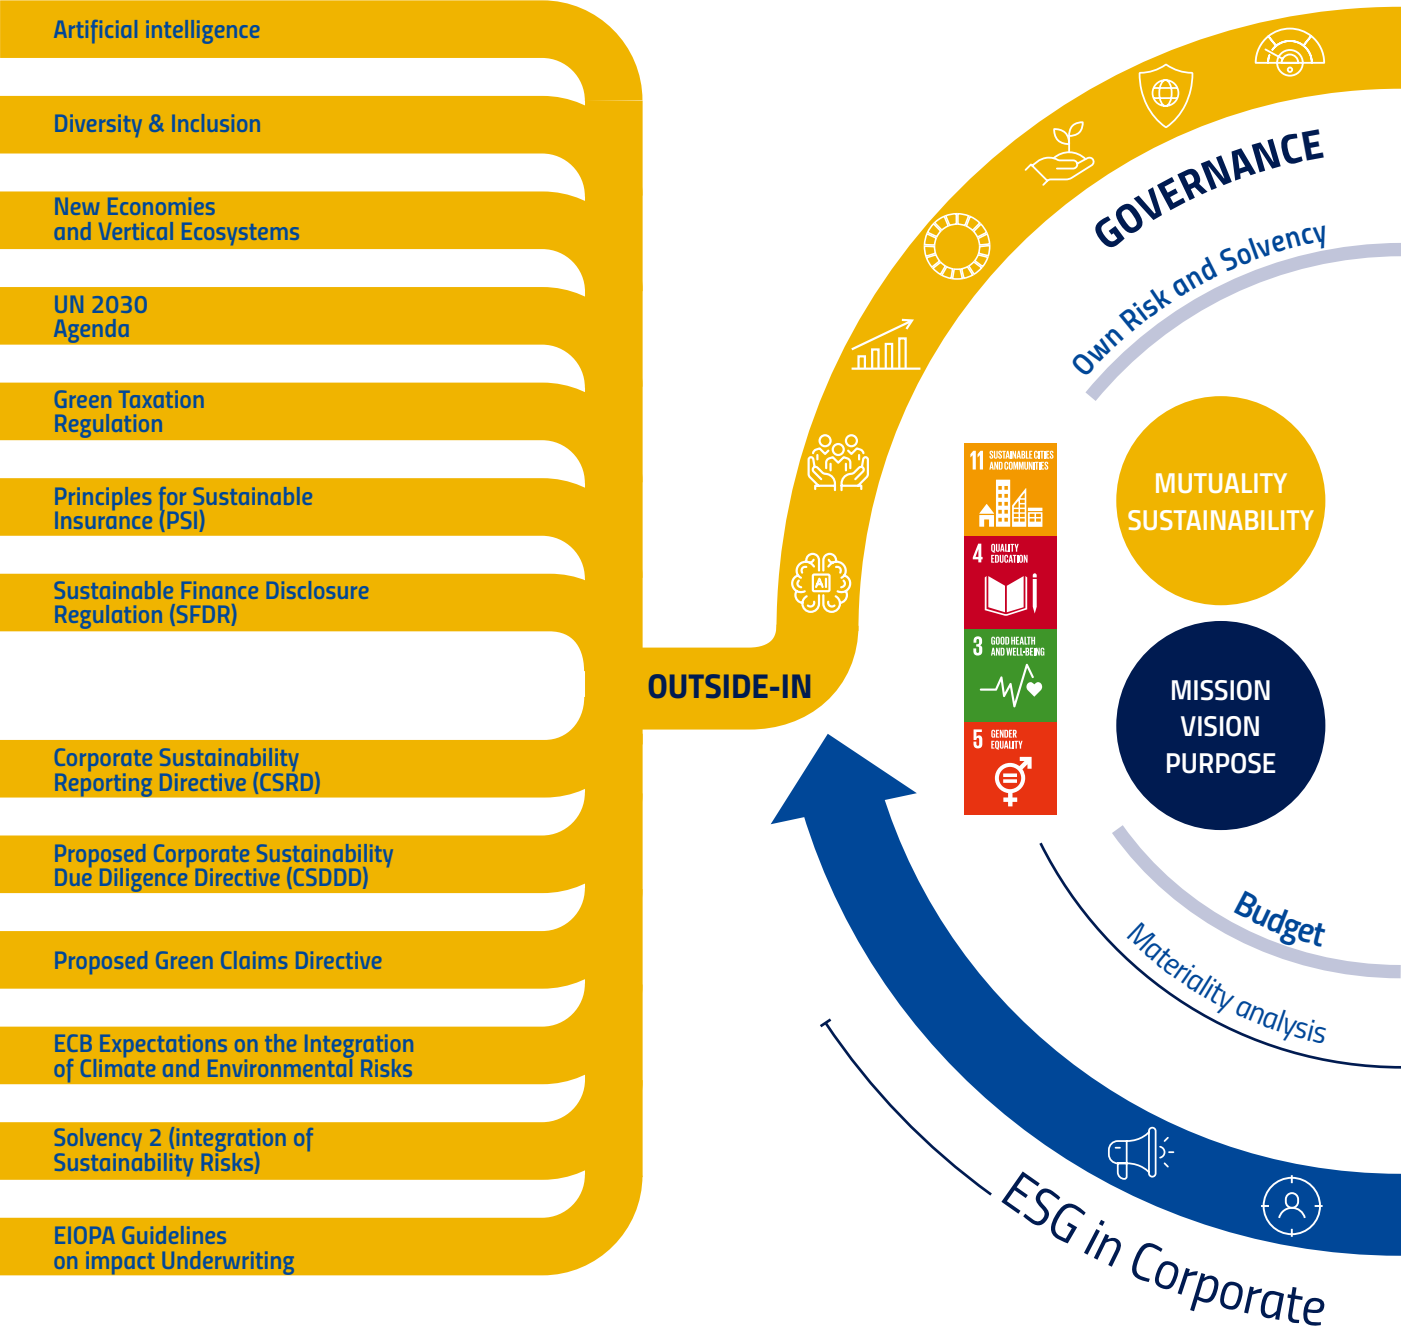 Artificial intelligence
Diversity & Inclusion
New Economies
and Vertical Ecosystems
UN 2030
Agenda
Green Taxation
Regulation
Principles for Sustainable
Insurance (PSI)
Sustainable Finance Disclosure
Regulation (SFDR)
Corporate Sustainability
Reporting Directive (CSRD)
Proposed Corporate Sustainability
Due Diligence Directive (CSDDD)
Proposed Green Claims Directive
ECB Expectations on the Integration
of Climate and Environmental Risks
Solvency 2 (integration of
Sustainability Risks)
EIOPA Guidelines
on impact Underwriting
OUTSIDE-IN
AI
GOVERNANCE
Own Risk and Solvency
11 SUSTAINABLE CITIES
AND COMMUNITIES
4 QUALITY
EDUCATION
3 GOOD HEALTH
AND WELL-BEING
5 GENDER
EQUALITY
MUTUALITY
SUSTAINABILITY
MISSION
VISION
PURPOSE
Budget
Materiality analysis
ESG in Corporate